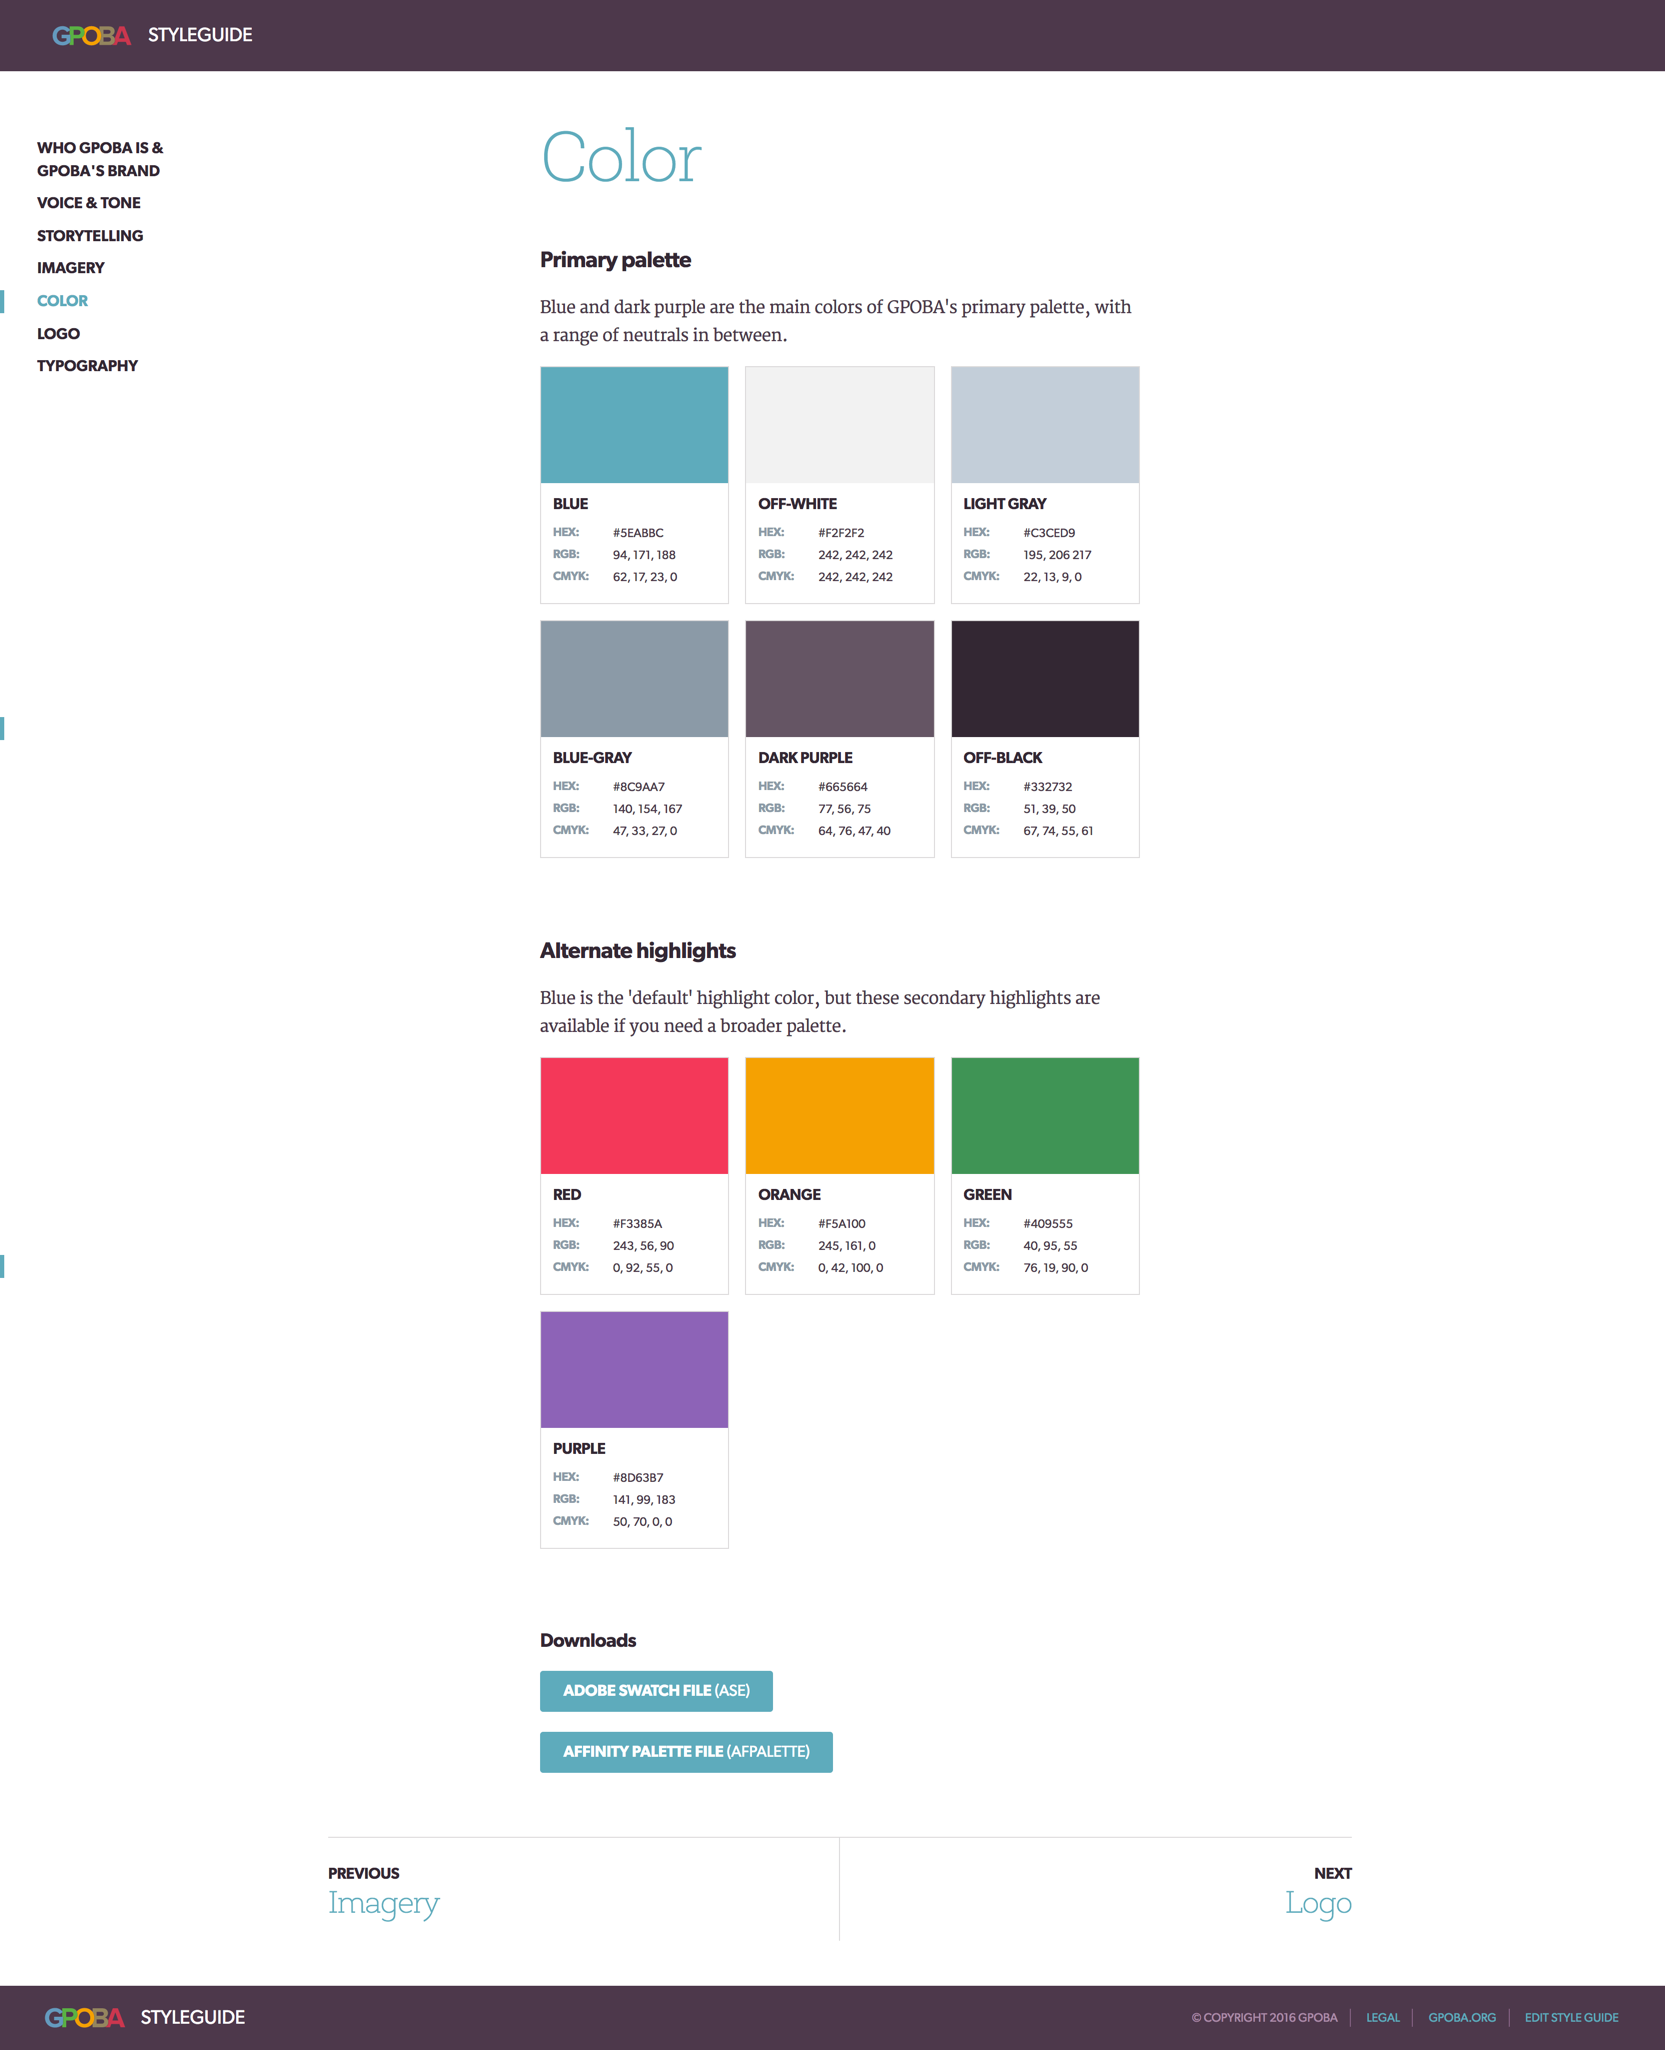 GPOBA STYLEGUIDE
WHO GPOBA IS &
GPOBA'S BRAND
VOICE & TONE
STORYTELLING
IMAGERY
COLOR
LOGO
TYPOGRAPHY
Color
Primary palette
Blue and dark purple are the main colors of GPOBA's primary palette, with
a range of neutrals in between.
BLUE
HEX: #5EABBC
RGB: 94, 171, 188
CMYK: 62, 17, 23, 0
OFF-WHITE
HEX: #F2F2F2
RGB: 242, 242, 242
CMYK: 242, 242, 242
LIGHT GRAY
HEX: #C3CED9
RGB: 195, 206 217
CMYK: 22, 13, 9, 0
BLUE-GRAY
HEX: #8C9AA7
RGB: 140, 154, 167
CMYK: 47, 33, 27, 0
DARK PURPLE
HEX: #665664
RGB: 77, 56, 75
CMYK: 64, 76, 47, 40
OFF-BLACK
HEX: #332732
RGB: 51, 39, 50
CMYK: 67, 74, 55, 61
Alternate highlights
Blue is the 'default' highlight color, but these secondary highlights are
available if you need a broader palette.
RED
HEX: #F3385A
RGB: 243, 56, 90
CMYK: 0, 92, 55, 0
ORANGE
HEX: #F5A100
RGB: 245, 161, 0
CMYK: 0, 42, 100, 0
GREEN
HEX: #409555
RGB: 40, 95, 55
CMYK: 76, 19, 90, 0
PURPLE
HEX: #8D63B7
RGB: 141, 99, 183
CMYK: 50, 70, 0, 0
Downloads
ADOBE SWATCH FILE (ASE)
AFFINITY PALETTE FILE (AFPALETTE)
PREVIOUS
Imagery
NEXT
Logo
GPOBA STYLEGUIDE
© COPYRIGHT 2016 GPOBA
LEGAL
GPOBA.ORG
EDIT STYLE GUIDE